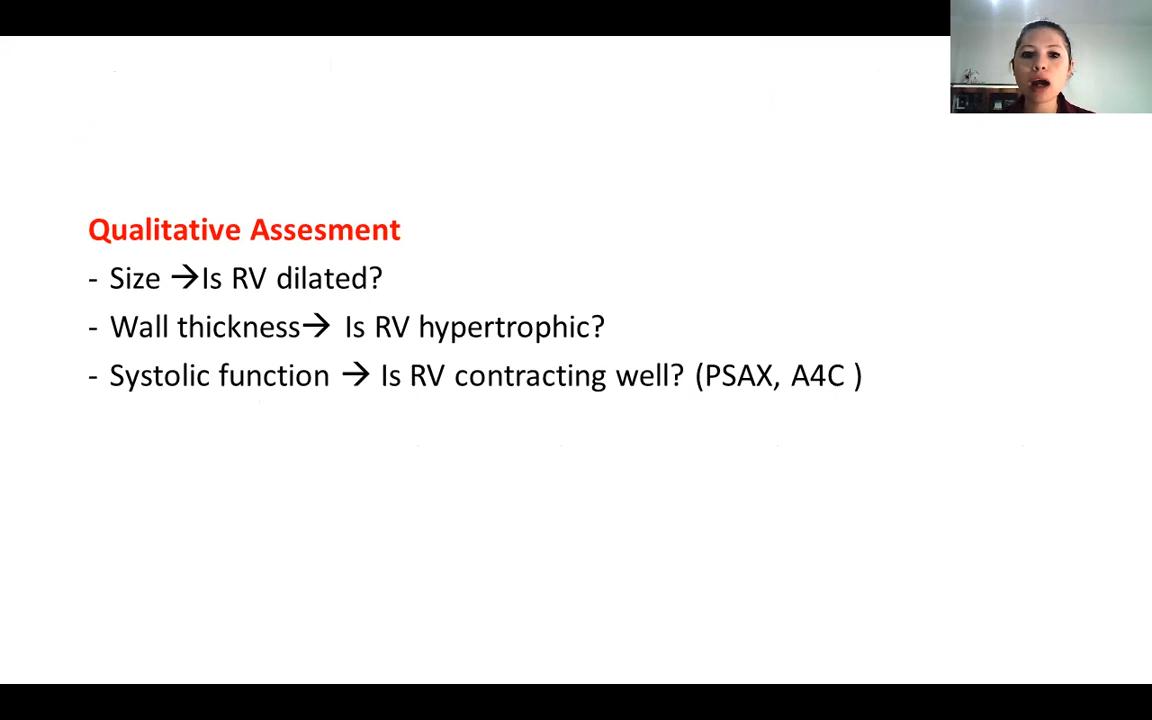 Qualitative Assesment
- Size →Is RV dilated?
- Wall thickness→ Is RV hypertrophic?
- Systolic function → Is RV contracting well? (PSAX, A4C )